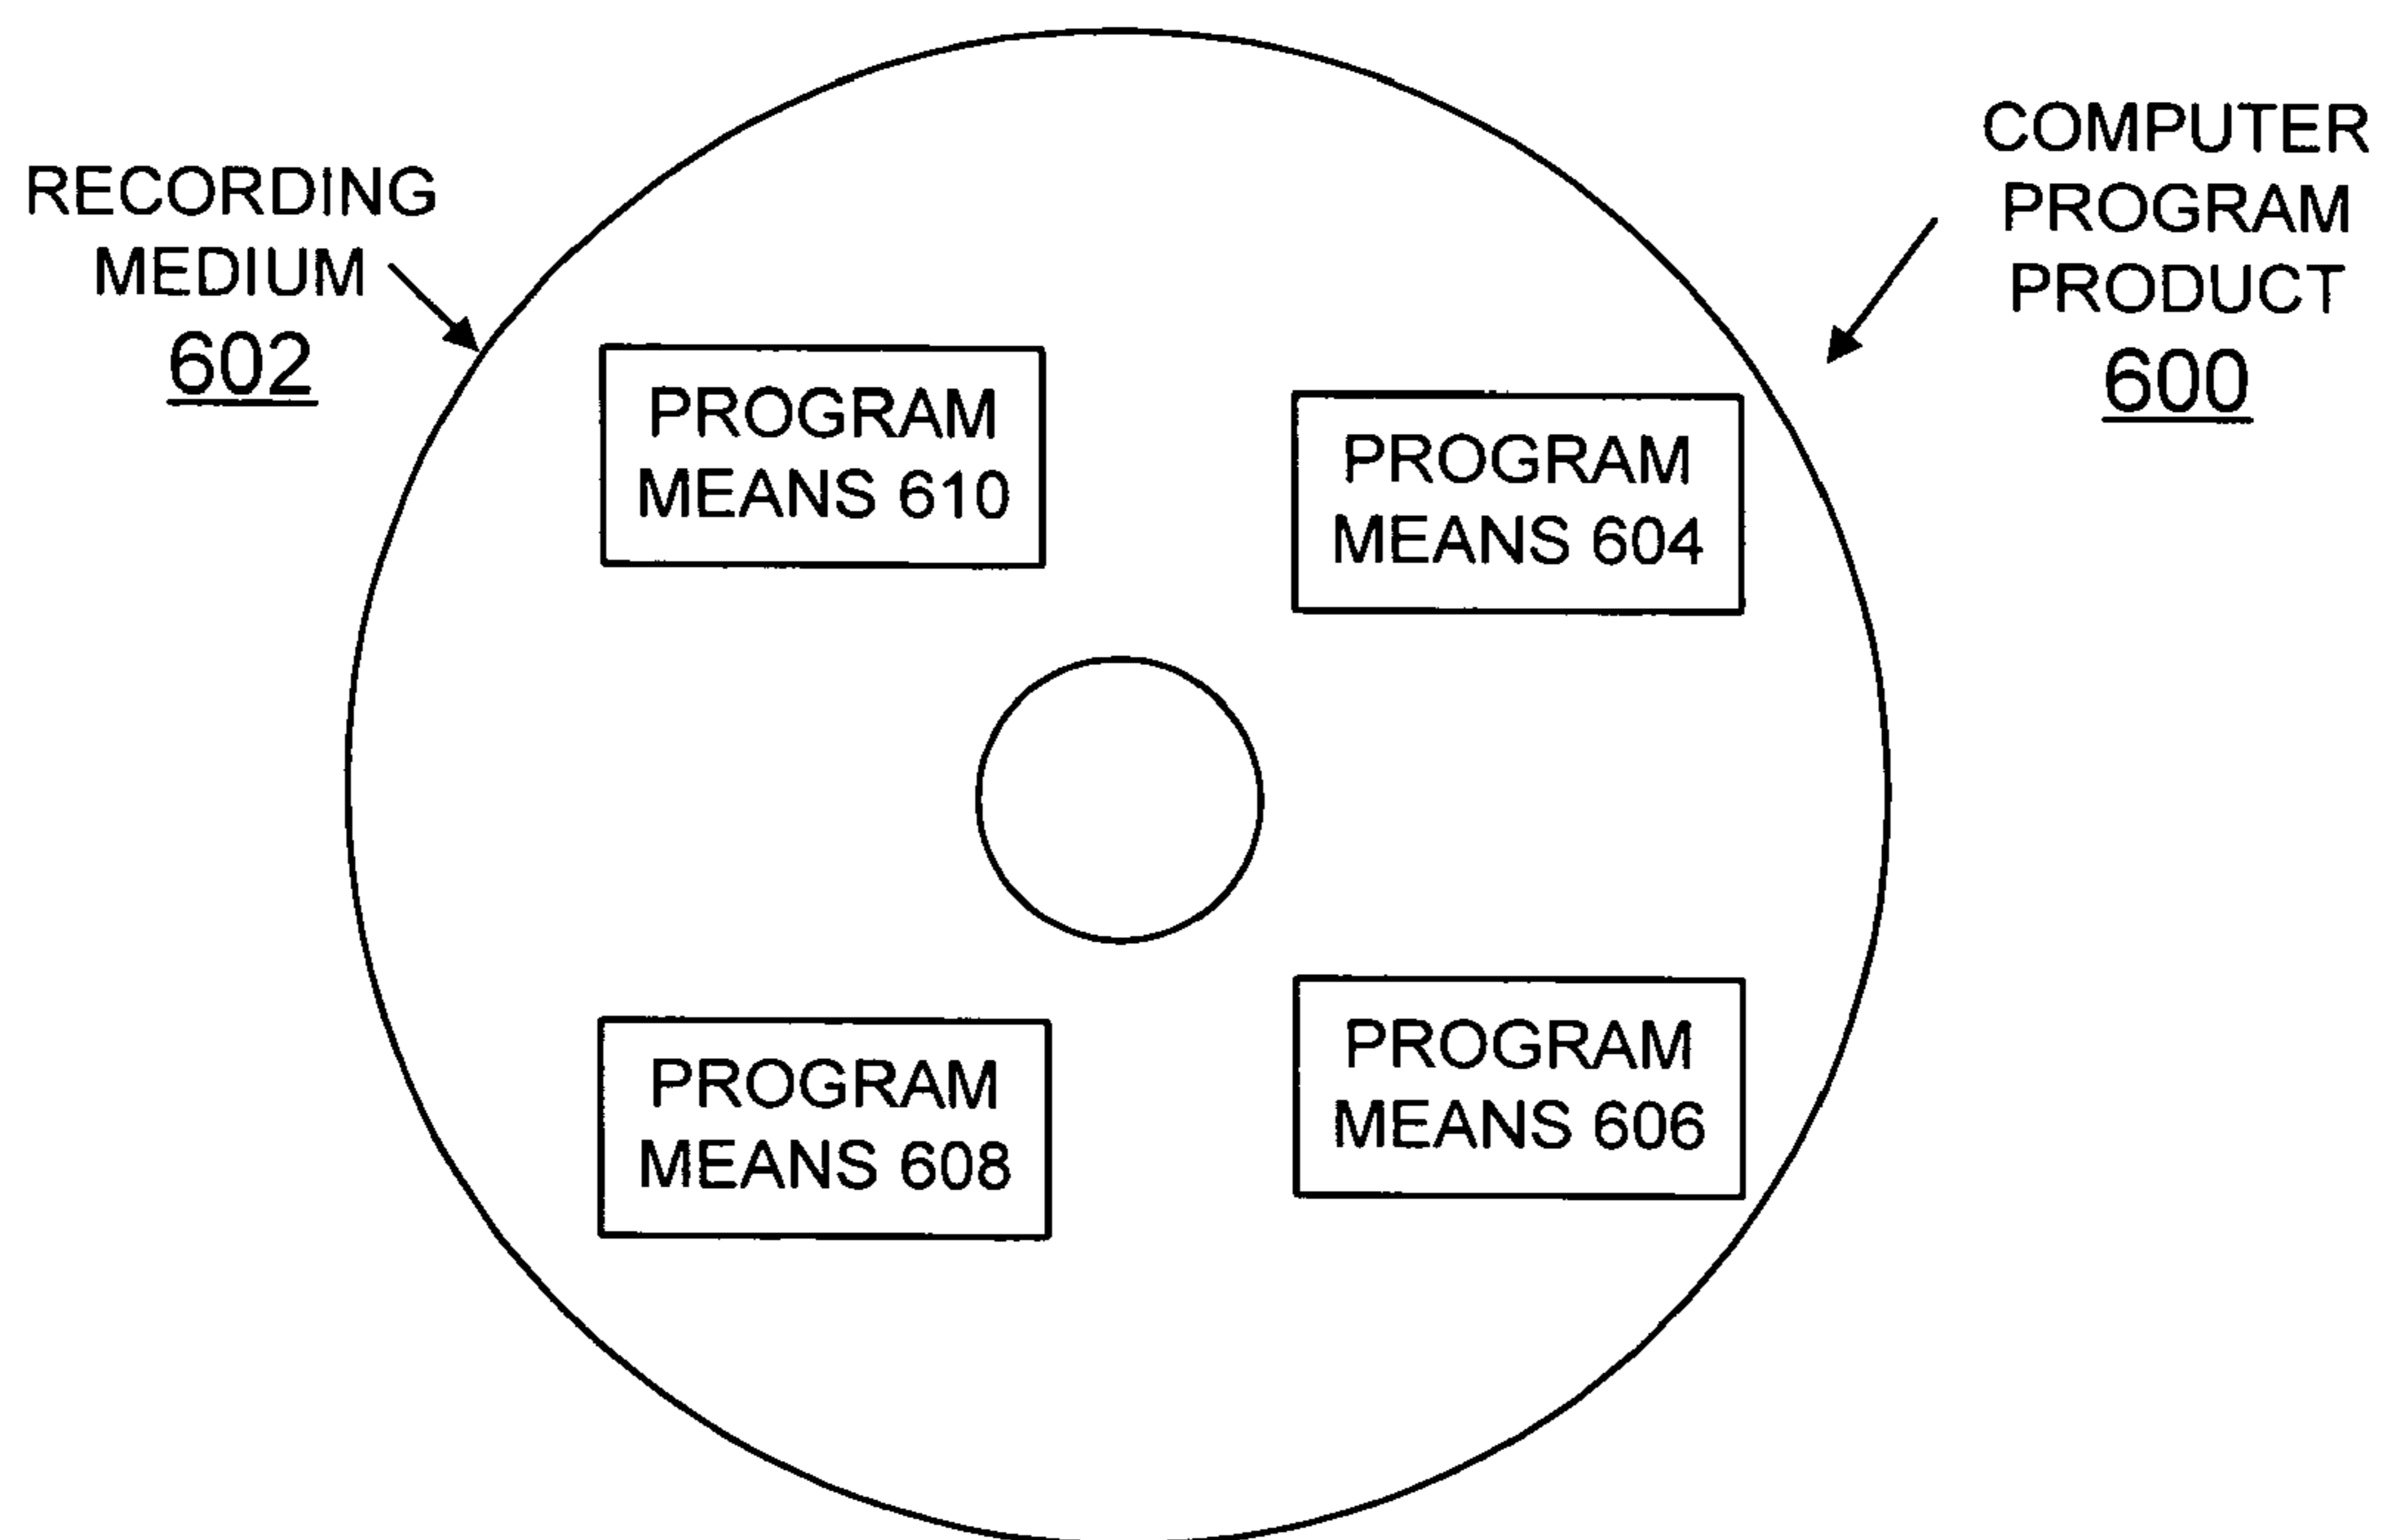 RECORDING
MEDIUM
602
COMPUTER
PROGRAM
PRODUCT
600
PROGRAM
MEANS 610
PROGRAM
MEANS 604
PROGRAM
MEANS 608
PROGRAM
MEANS 606